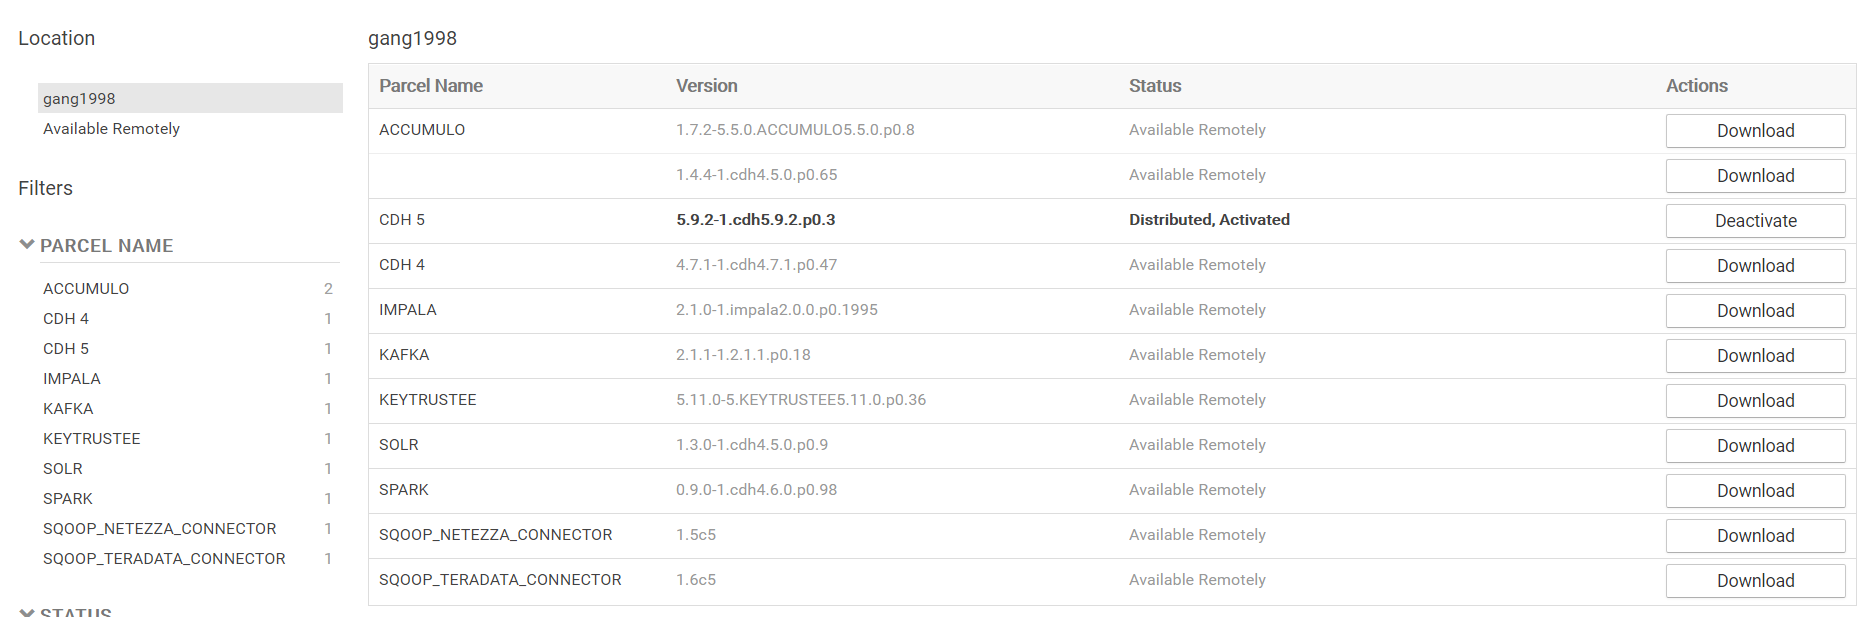 Location
gang1998
Available Remotely
Filters
PARCEL NAME
ACCUMULO 2
CDH 4 1
CDH 5 1
IMPALA 1
KAFKA 1
KEYTRUSTEE 1
SOLR 1
SPARK 1
SQOOP_NETEZZA_CONNECTOR 1
SQOOP_TERADATA_CONNECTOR 1
STATUS
gang1998
Parcel Name Version Status Actions
ACCUMULO 1.7.2-5.5.0.ACCUMULO5.5.0.p0.8 Available Remotely Download
1.4.4-1.cdh4.5.0.p0.65 Available Remotely Download
CDH 5 5.9.2-1.cdh5.9.2.p0.3 Distributed, Activated Deactivate
CDH 4 4.7.1-1.cdh4.7.1.p0.47 Available Remotely Download
IMPALA 2.1.0-1.impala2.0.0.p0.1995 Available Remotely Download
KAFKA 2.1.1-1.2.1.1.p0.18 Available Remotely Download
KEYTRUSTEE 5.11.0-5.KEYTRUSTEE5.11.0.p0.36 Available Remotely Download
SOLR 1.3.0-1.cdh4.5.0.p0.9 Available Remotely Download
SPARK 0.9.0-1.cdh4.6.0.p0.98 Available Remotely Download
SQOOP_NETEZZA_CONNECTOR 1.5c5 Available Remotely Download
SQOOP_TERADATA_CONNECTOR 1.6c5 Available Remotely Download